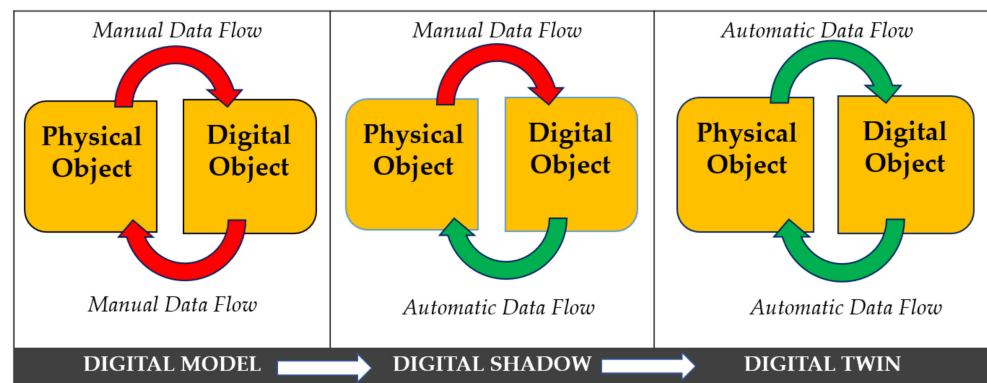 Manual Data Flow
Physical
Object
Digital
Object
Manual Data Flow
Manual Data Flow
Physical
Object
Digital
Object
Automatic Data Flow
Automatic Data Flow
Physical
Object
Digital
Object
Automatic Data Flow
DIGITAL MODEL
DIGITAL SHADOW
DIGITAL TWIN